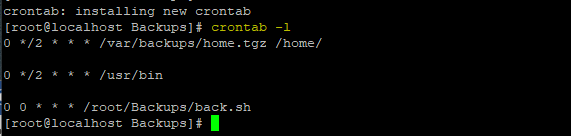 crontab: installing new crontab
[root@localhost Backups]# crontab -l
0 */2 * * * /var/backups/home.tgz /home/
0 */2 * * * /usr/bin
0 0 * * * /root/Backups/back.sh
[root@localhost Backups]#